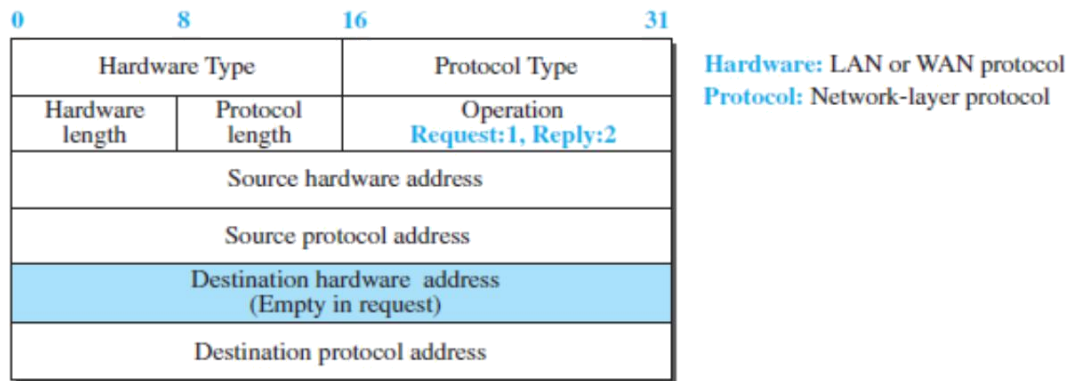 0 8 16 31
Hardware Type Protocol Type
Hardware: LAN or WAN protocol
Protocol: Network-layer protocol
Hardware length
Protocol length
Operation
Request:1, Reply:2
Source hardware address
Source protocol address
Destination hardware address
(Empty in request)
Destination protocol address